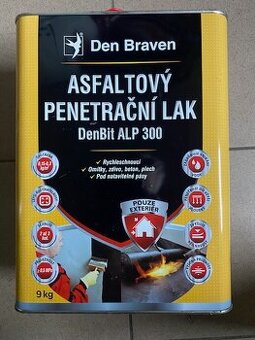 Den Braven
ASFALTOVÝ
PENETRAČNÍ LAK
DenBit ALP 300
Rychleschnoucí
Omítky, zdivo, beton, plech
Pod natavitelné pásy
POUZE
EXTERIÉR
9 kg